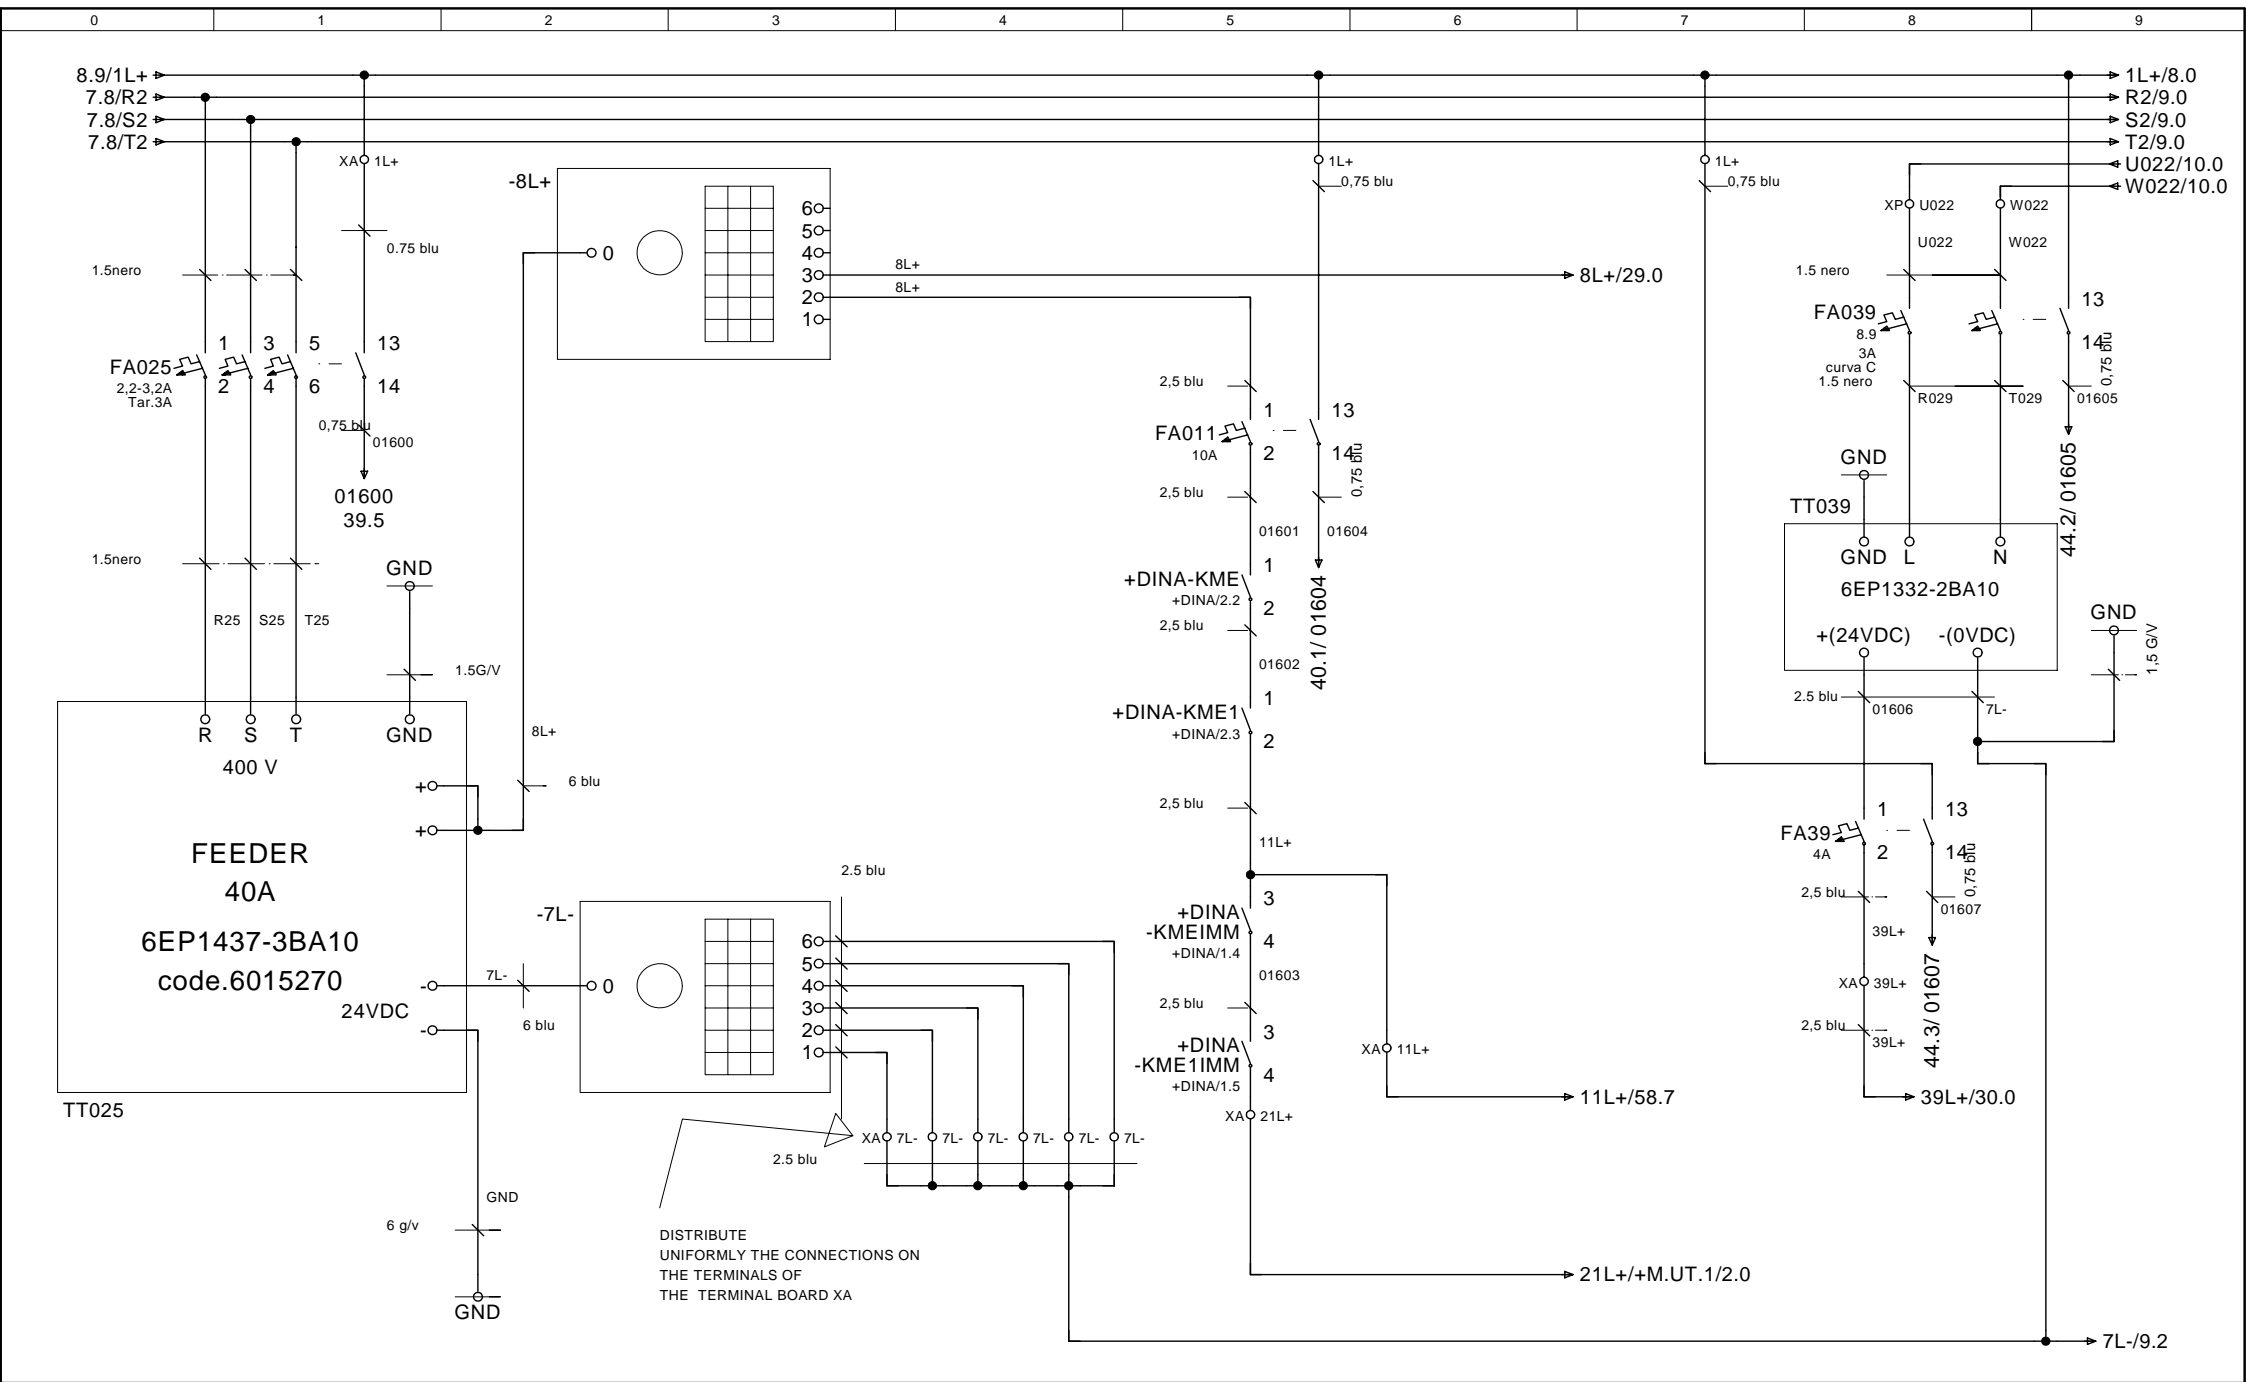 0 1 2 3 4 5 6 7 8 9
8.9/1L+
7.8/R2
7.8/S2
7.8/T2
1L+/8.0
R2/9.0
S2/9.0
T2/9.0
U022/10.0
W022/10.0
XA 1L+
0.75 blu
1.5nero
FA025
2,2-3,2A
Tar.3A
1 3 5 13
2 4 6 14
0,75 blu
01600
01600
39.5
1.5nero
R25 S25 T25
GND
1.5G/V
R S T GND
400 V
+
+
FEEDER
40A
6EP1437-3BA10
code.6015270
24VDC
-
-
TT025
GND
6 g/v
GND
8L+
6 blu
7L-
6 blu
-8L+
0
6
5
4
3
2
1
8L+
8L+
8L+/29.0
-7L-
0
6
5
4
3
2
1
2.5 blu
XA 7L- 7L- 7L- 7L- 7L- 7L-
2.5 blu
DISTRIBUTE
UNIFORMLY THE CONNECTIONS ON
THE TERMINALS OF
THE TERMINAL BOARD XA
1L+
0,75 blu
2,5 blu
FA011
10A
1 13
2 14
0,75 blu
2,5 blu
01601 01604
40.1/ 01604
+DINA-KME
+DINA/2.2
1
2
2,5 blu
01602
+DINA-KME1
+DINA/2.3
1
2
2,5 blu
11L+
+DINA
-KMEIMM
+DINA/1.4
3
4
01603
2,5 blu
+DINA
-KME1IMM
+DINA/1.5
3
4
XA 21L+
XA 11L+
11L+/58.7
21L+/+M.UT.1/2.0
1L+
0,75 blu
XP U022 W022
U022 W022
1.5 nero
FA039
8.9
3A
curva C
1.5 nero
13
14
0,75 blu
R029 T029 01605
44.2/ 01605
GND
TT039
GND L N
6EP1332-2BA10
+(24VDC) -(0VDC)
GND
1,5 G/V
2.5 blu
01606 7L-
FA39
4A
1 13
2 14
0,75 blu
2,5 blu
01607
39L+
XA 39L+
2,5 blu
39L+
44.3/ 01607
39L+/30.0
7L-/9.2